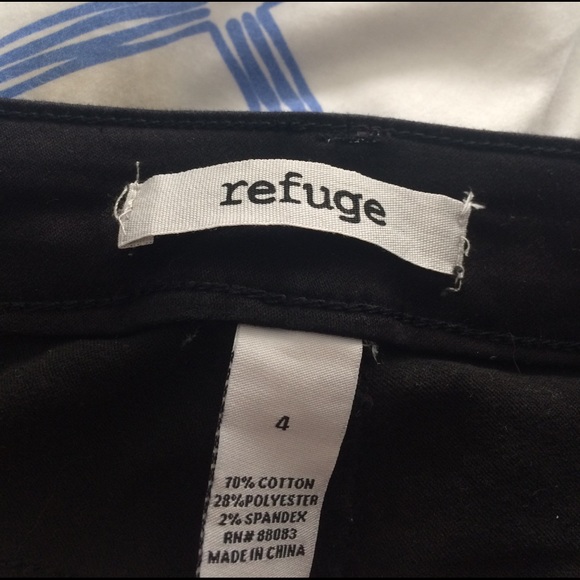 refuge
4
70% COTTON
28%POLYESTER
2% SPANDEX
RN# 88083
MADE IN CHINA